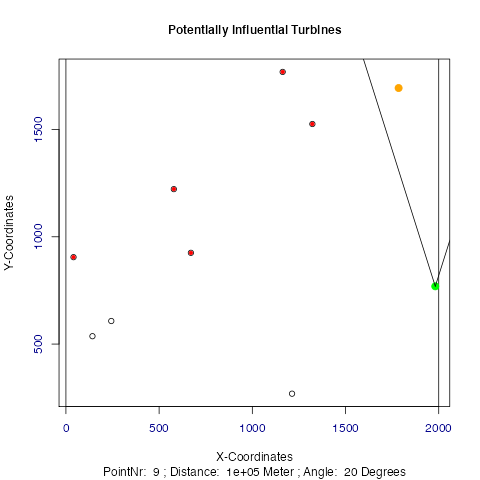 Potentially Influential Turbines
1500
1000
500
Y-Coordinates
0 500 1000 1500 2000
X-Coordinates
PointNr: 9 ; Distance: 1e+05 Meter ; Angle: 20 Degrees